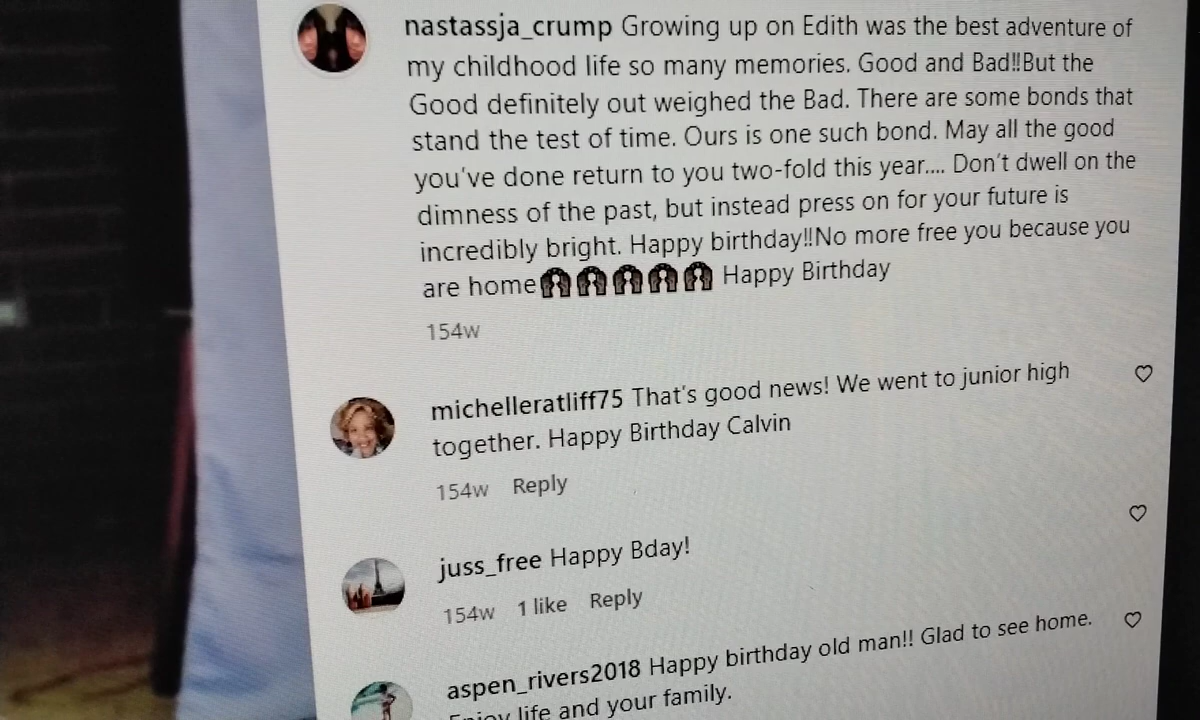 nastassja_crump Growing up on Edith was the best adventure of
my childhood life so many memories. Good and Bad!!But the
Good definitely out weighed the Bad. There are some bonds that
stand the test of time. Ours is one such bond. May all the good
you've done return to you two-fold this year.... Don't dwell on the
dimness of the past, but instead press on for your future is
incredibly bright. Happy birthday!!No more free you because you
are home Happy Birthday
154w
michelleratliff75 That's good news! We went to junior high
together. Happy Birthday Calvin
154w Reply
juss_free Happy Bday!
154w 1 like Reply
aspen_rivers2018 Happy birthday old man!! Glad to see home.
Enjoy life and your family.